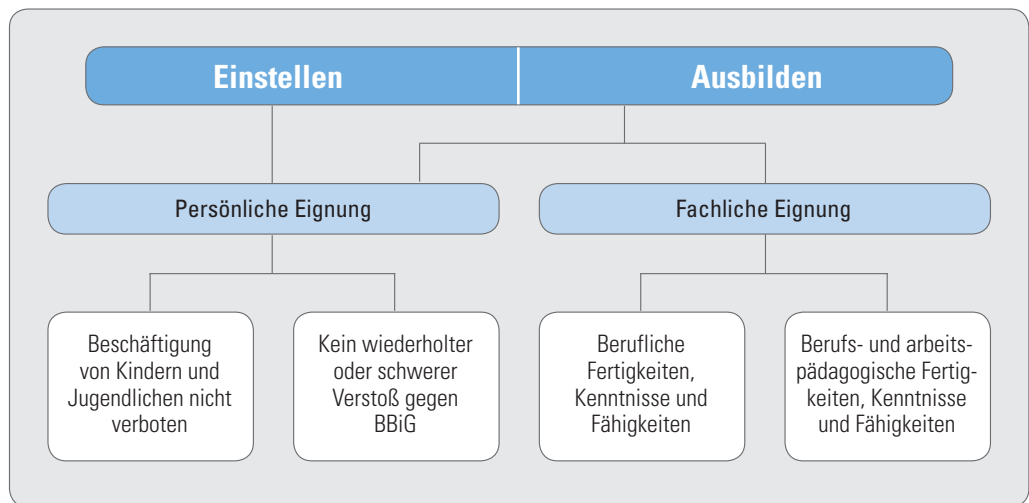 Einstellen
Ausbilden
Persönliche Eignung
Fachliche Eignung
Beschäftigung
von Kindern und
Jugendlichen nicht
verboten
Kein wiederholter
oder schwerer
Verstoß gegen
BBiG
Berufliche
Fertigkeiten,
Kenntnisse und
Fähigkeiten
Berufs- und arbeits-
pädagogische Fertig-
keiten, Kenntnisse
und Fähigkeiten